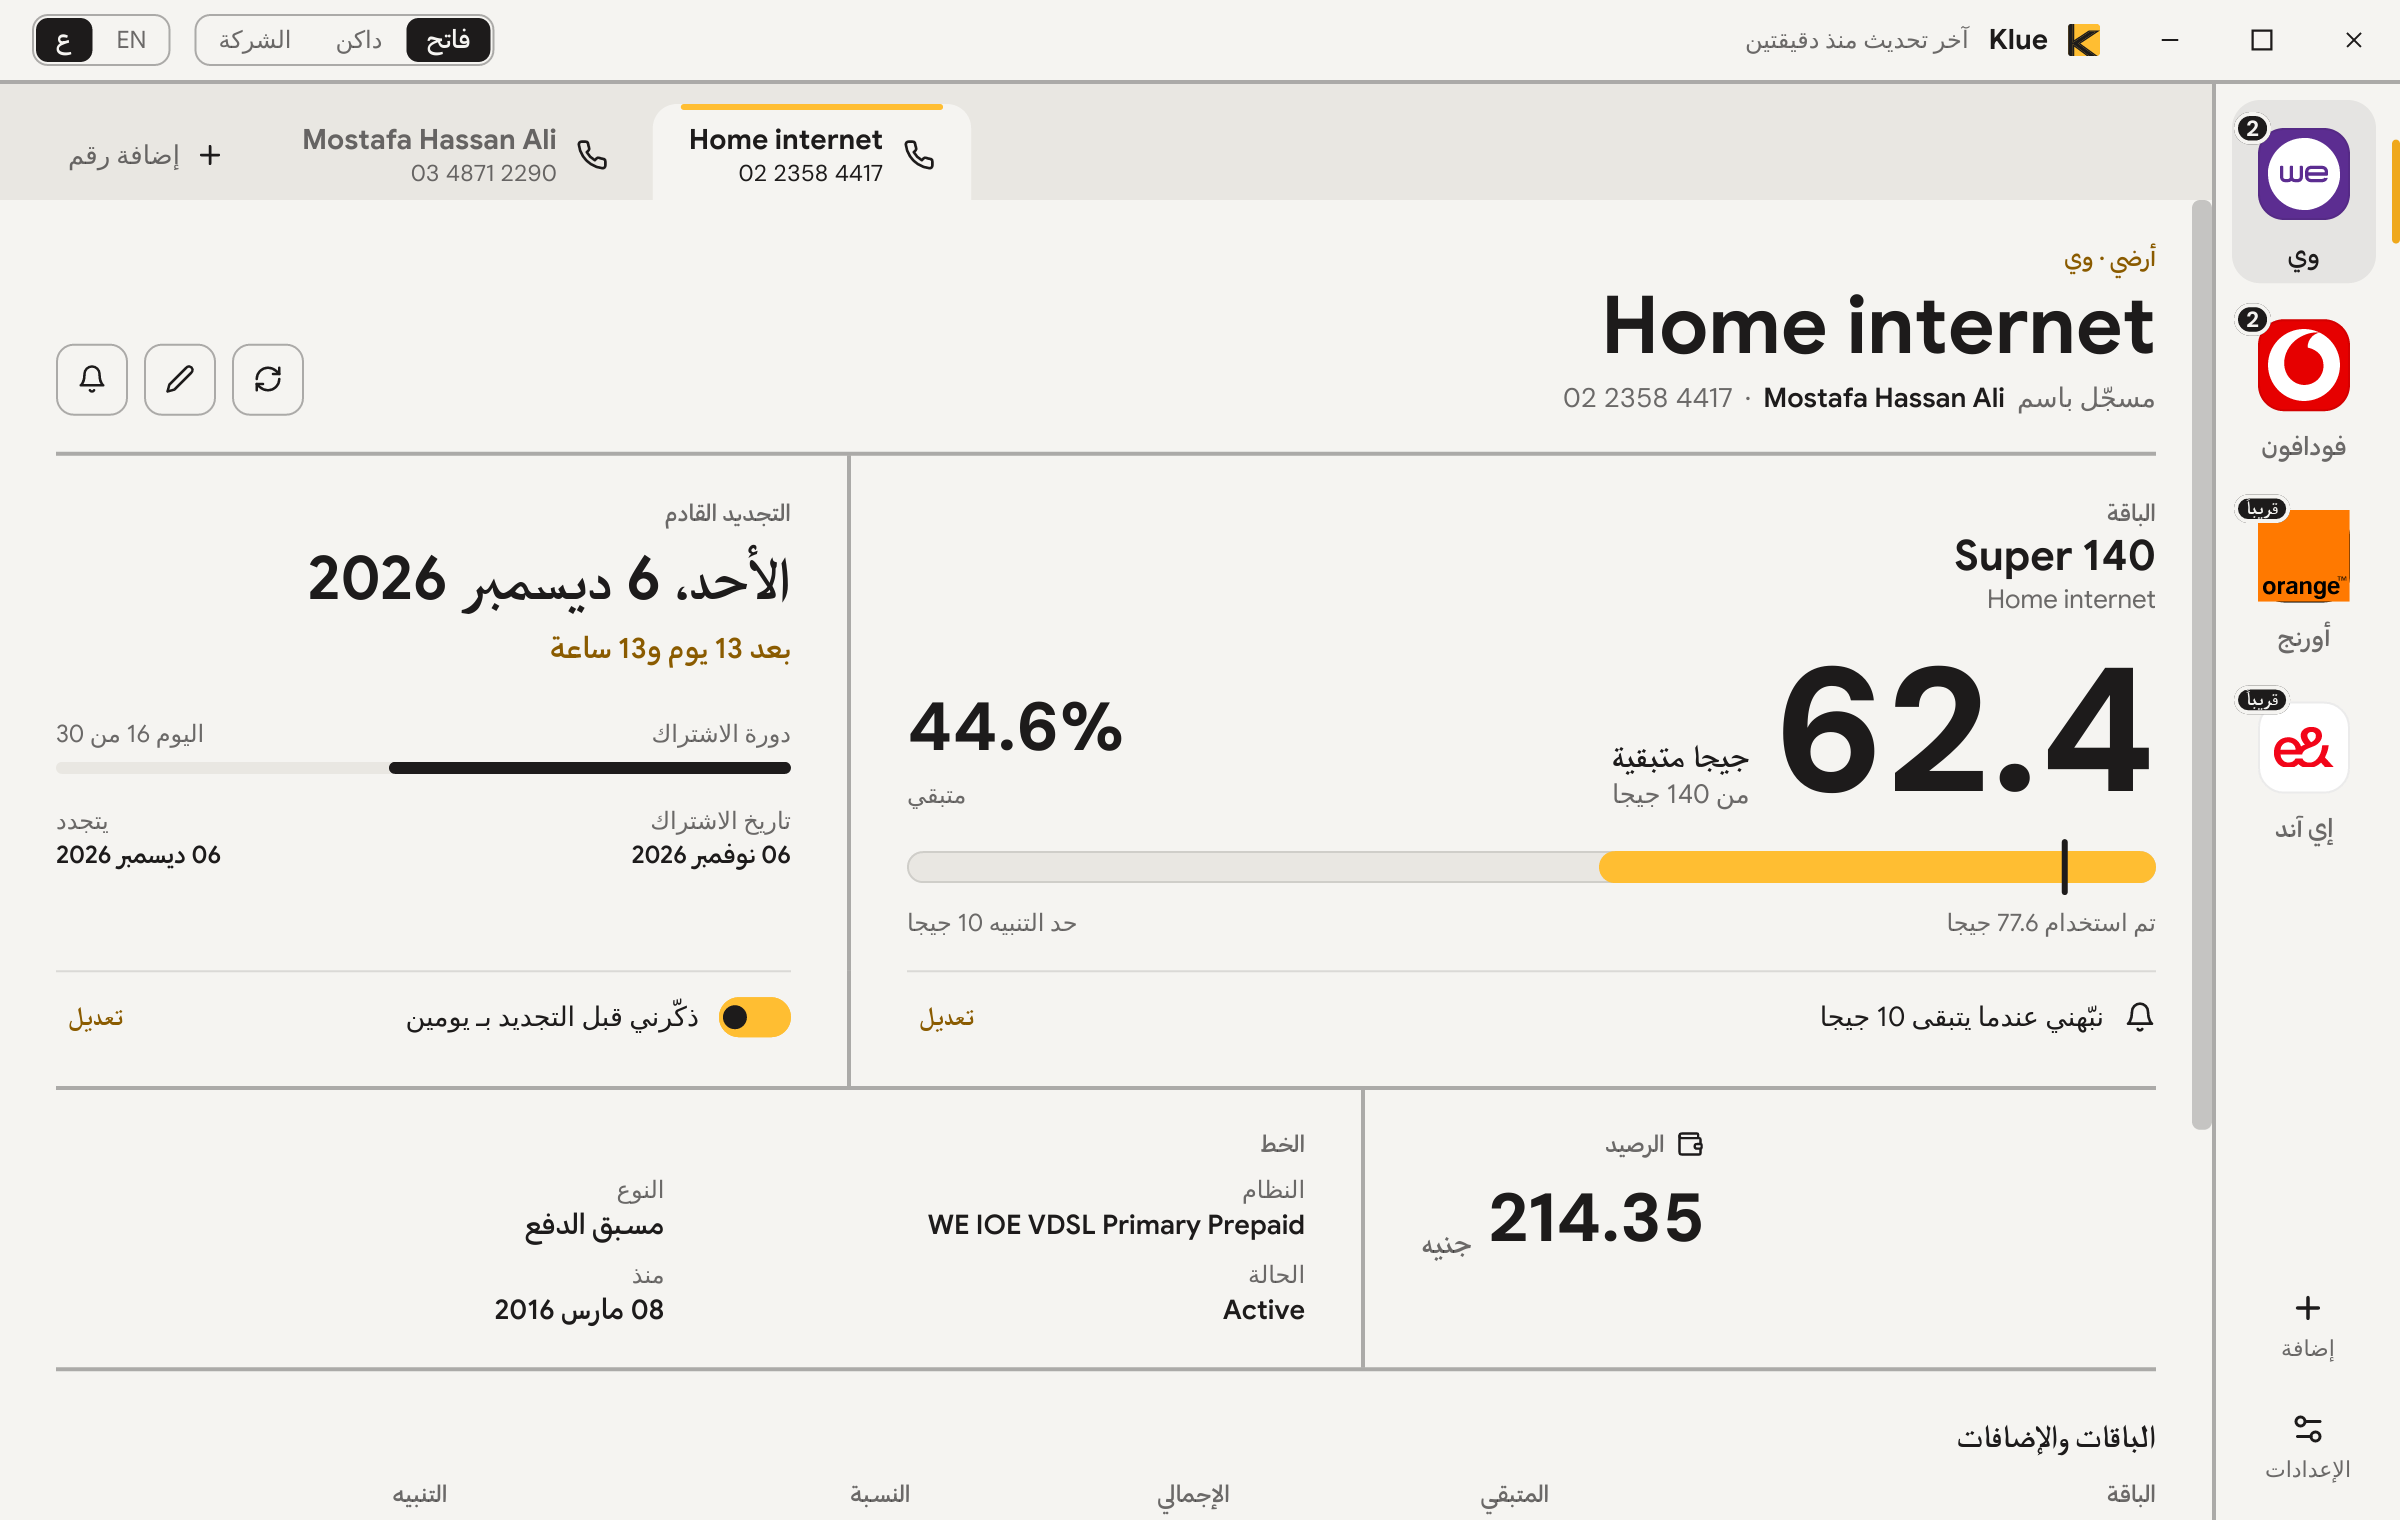 Klue آخر تحديث منذ دقيقتين
فاتح داكن الشركة
EN ع
2
we
وي
2
فودافون
قريباً
orange™
أورنج
قريباً
e&
إي آند
إضافة
الإعدادات
Home internet
02 2358 4417
Mostafa Hassan Ali
03 4871 2290
إضافة رقم
أرضي · وي
Home internet
مسجّل باسم Mostafa Hassan Ali · 02 2358 4417
الباقة
Super 140
Home internet
62.4
جيجا متبقية
من 140 جيجا
44.6%
متبقي
تم استخدام 77.6 جيجا
حد التنبيه 10 جيجا
نبّهني عندما يتبقى 10 جيجا
تعديل
التجديد القادم
الأحد، 6 ديسمبر 2026
بعد 13 يوم و13 ساعة
دورة الاشتراك
اليوم 16 من 30
تاريخ الاشتراك
06 نوفمبر 2026
يتجدد
06 ديسمبر 2026
ذكّرني قبل التجديد بـ يومين
تعديل
الرصيد
214.35 جنيه
الخط
النظام
WE IOE VDSL Primary Prepaid
النوع
مسبق الدفع
الحالة
Active
منذ
08 مارس 2016
الباقات والإضافات
الباقة المتبقي الإجمالي النسبة التنبيه